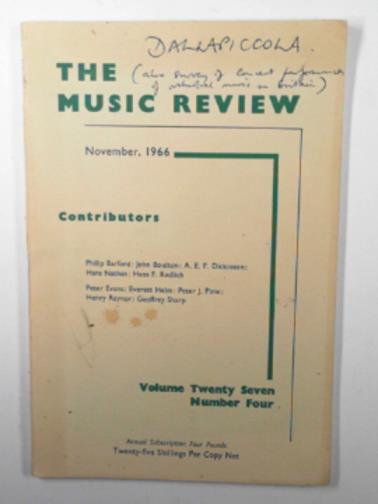 DALLAPICCOLA.
THE (also survey of concert performances
of orchestral music in Britain)
MUSIC REVIEW
November, 1966
Contributors
Philip Barford: John Boulton: A. E. F. Dickinson:
Hans Nathan: Hans F. Redlich
Peter Evans: Everett Helm: Peter J. Pirie:
Henry Raynor: Geoffrey Sharp
Volume Twenty Seven
Number Four
Annual Subscription Four Pounds
Twenty-five Shillings Per Copy Net